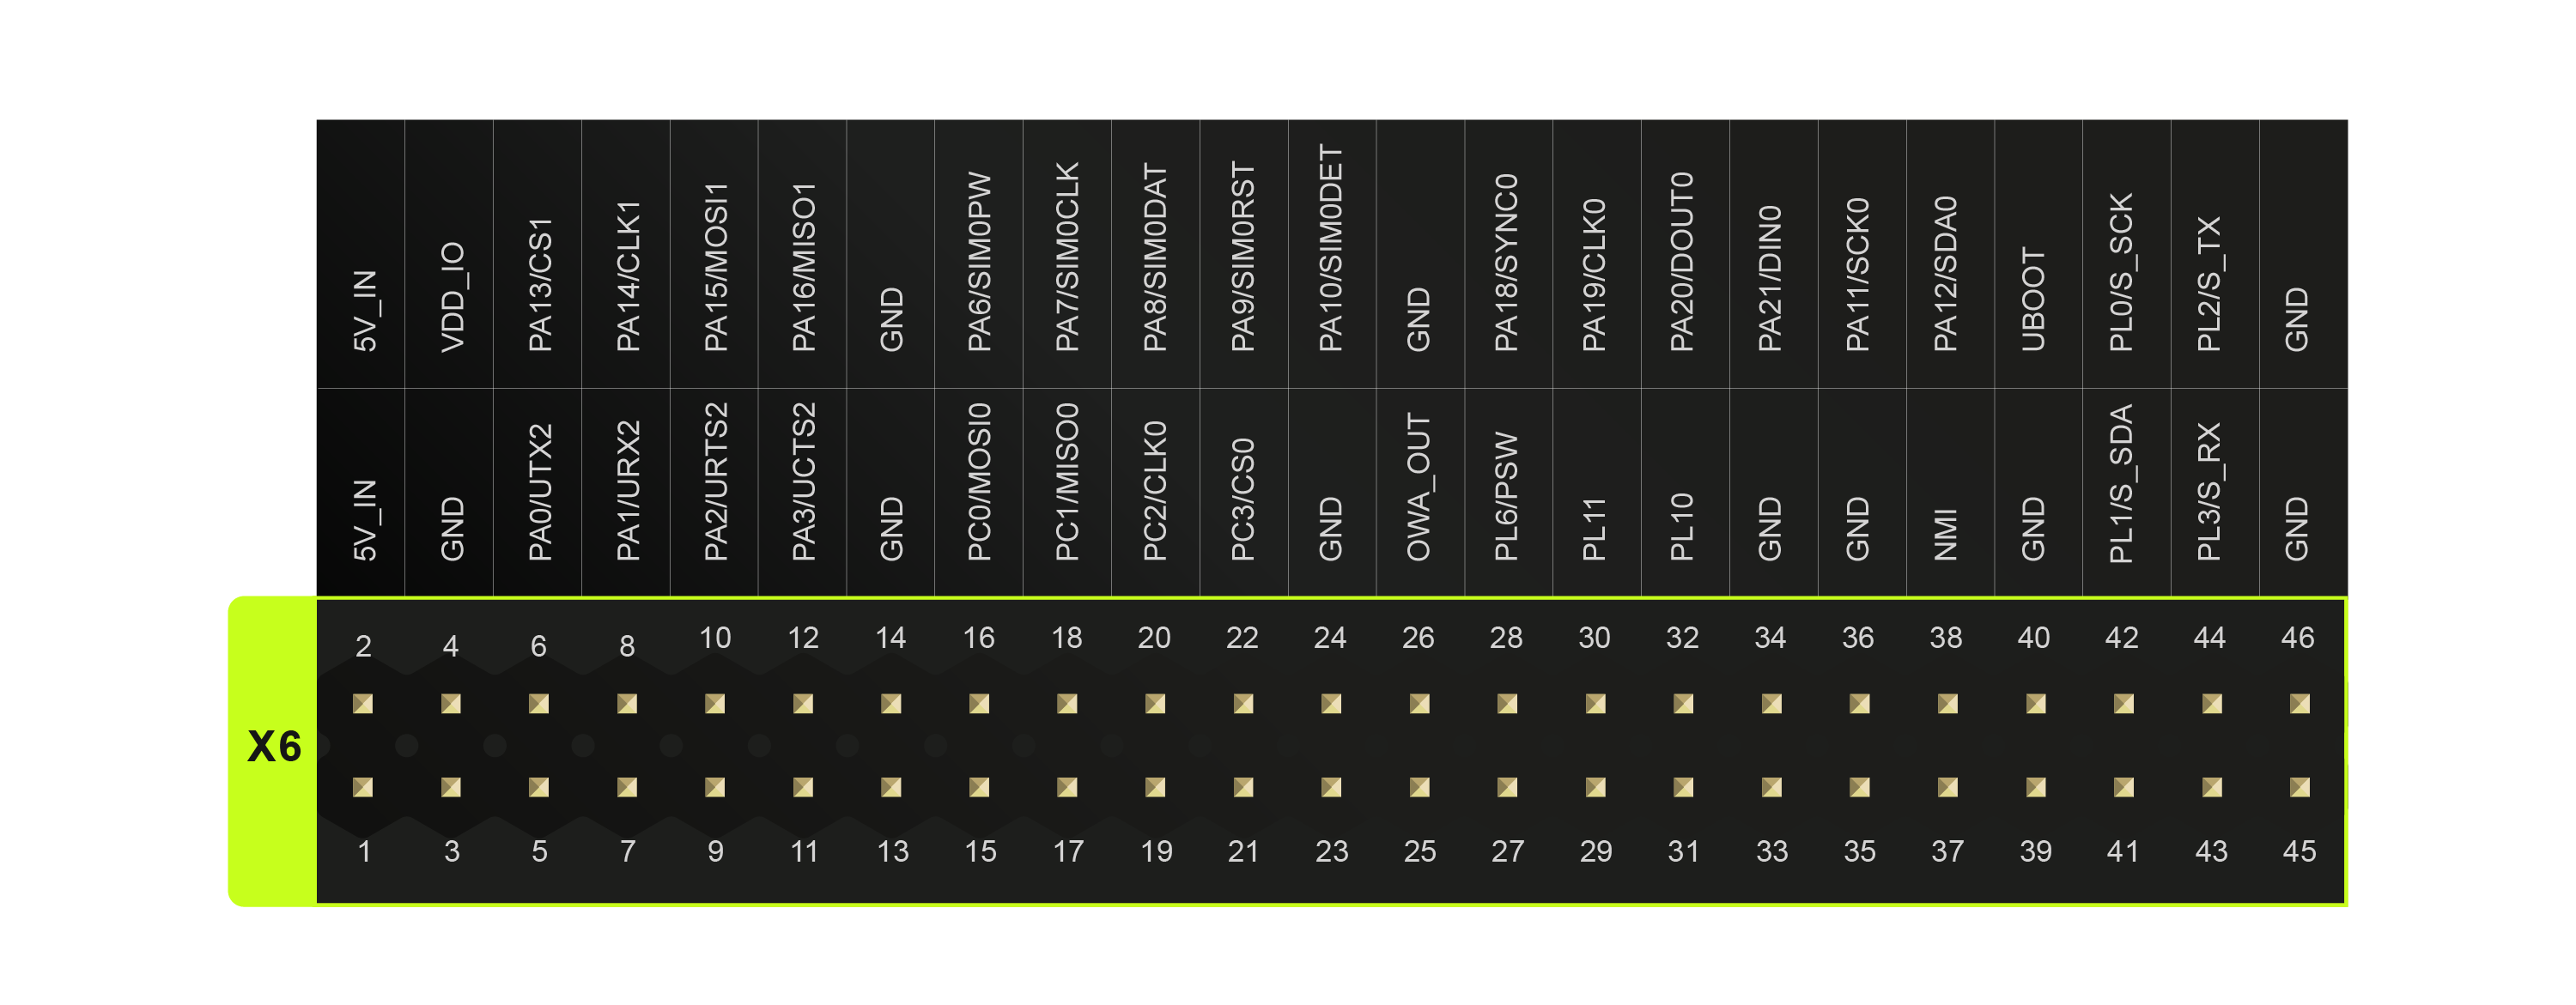 5V_IN VDD_IO PA13/CS1 PA14/CLK1 PA15/MOSI1 PA16/MISO1 GND PA6/SIM0PW PA7/SIM0CLK PA8/SIM0DAT PA9/SIM0RST PA10/SIM0DET GND PA18/SYNC0 PA19/CLK0 PA20/DOUT0 PA21/DIN0 PA11/SCK0 PA12/SDA0 UBOOT PL0/S_SCK PL2/S_TX GND
5V_IN GND PA0/UTX2 PA1/URX2 PA2/URTS2 PA3/UCTS2 GND PC0/MOSI0 PC1/MISO0 PC2/CLK0 PC3/CS0 GND OWA_OUT PL6/PSW PL11 PL10 GND GND NMI GND PL1/S_SDA PL3/S_RX GND
2 4 6 8 10 12 14 16 18 20 22 24 26 28 30 32 34 36 38 40 42 44 46
X6
1 3 5 7 9 11 13 15 17 19 21 23 25 27 29 31 33 35 37 39 41 43 45